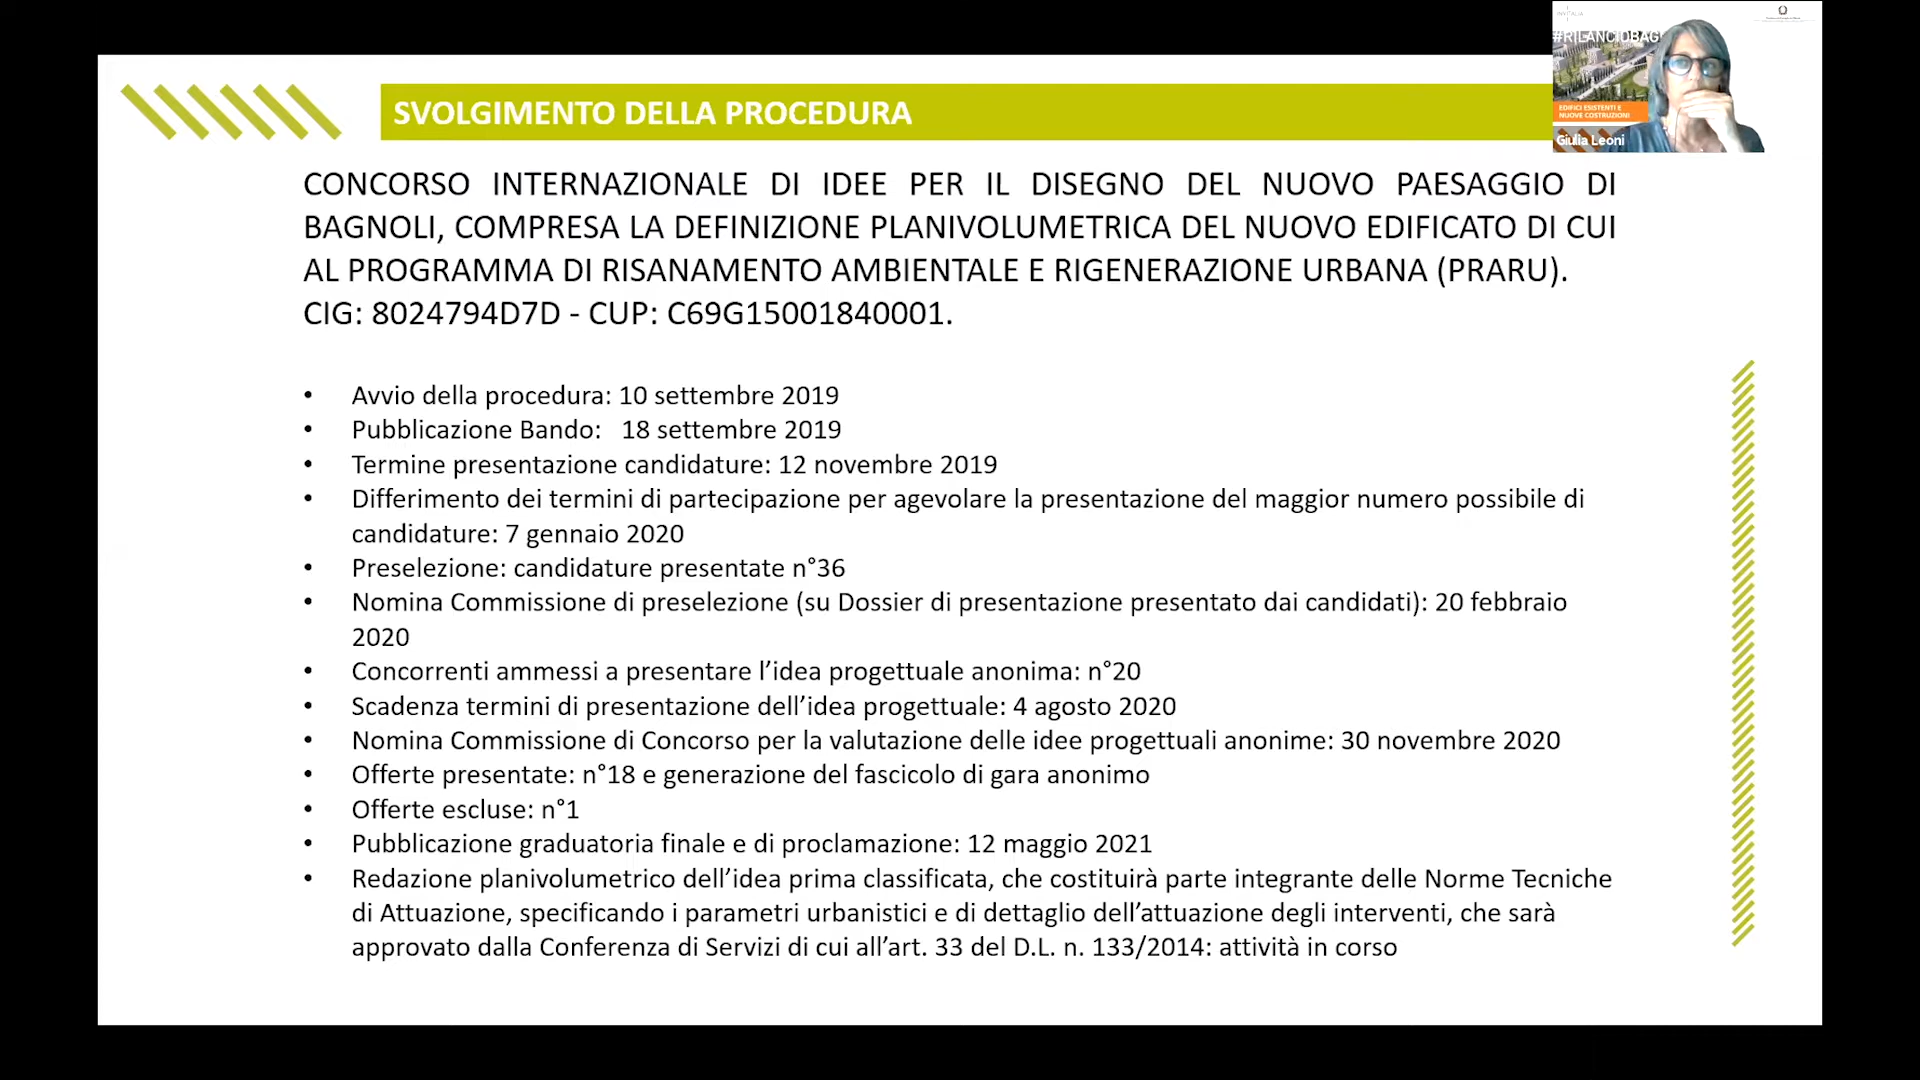 INVITALIA
#RILANCIOBAG
EDIFICI ESISTENTI E
NUOVE COSTRUZIONI
Giulia Leoni
SVOLGIMENTO DELLA PROCEDURA
CONCORSO INTERNAZIONALE DI IDEE PER IL DISEGNO DEL NUOVO PAESAGGIO DI
BAGNOLI, COMPRESA LA DEFINIZIONE PLANIVOLUMETRICA DEL NUOVO EDIFICATO DI CUI
AL PROGRAMMA DI RISANAMENTO AMBIENTALE E RIGENERAZIONE URBANA (PRARU).
CIG: 8024794D7D - CUP: C69G15001840001.
• Avvio della procedura: 10 settembre 2019
• Pubblicazione Bando: 18 settembre 2019
• Termine presentazione candidature: 12 novembre 2019
• Differimento dei termini di partecipazione per agevolare la presentazione del maggior numero possibile di
candidature: 7 gennaio 2020
• Preselezione: candidature presentate n°36
• Nomina Commissione di preselezione (su Dossier di presentazione presentato dai candidati): 20 febbraio
2020
• Concorrenti ammessi a presentare l’idea progettuale anonima: n°20
• Scadenza termini di presentazione dell’idea progettuale: 4 agosto 2020
• Nomina Commissione di Concorso per la valutazione delle idee progettuali anonime: 30 novembre 2020
• Offerte presentate: n°18 e generazione del fascicolo di gara anonimo
• Offerte escluse: n°1
• Pubblicazione graduatoria finale e di proclamazione: 12 maggio 2021
• Redazione planivolumetrico dell’idea prima classificata, che costituirà parte integrante delle Norme Tecniche
di Attuazione, specificando i parametri urbanistici e di dettaglio dell’attuazione degli interventi, che sarà
approvato dalla Conferenza di Servizi di cui all’art. 33 del D.L. n. 133/2014: attività in corso